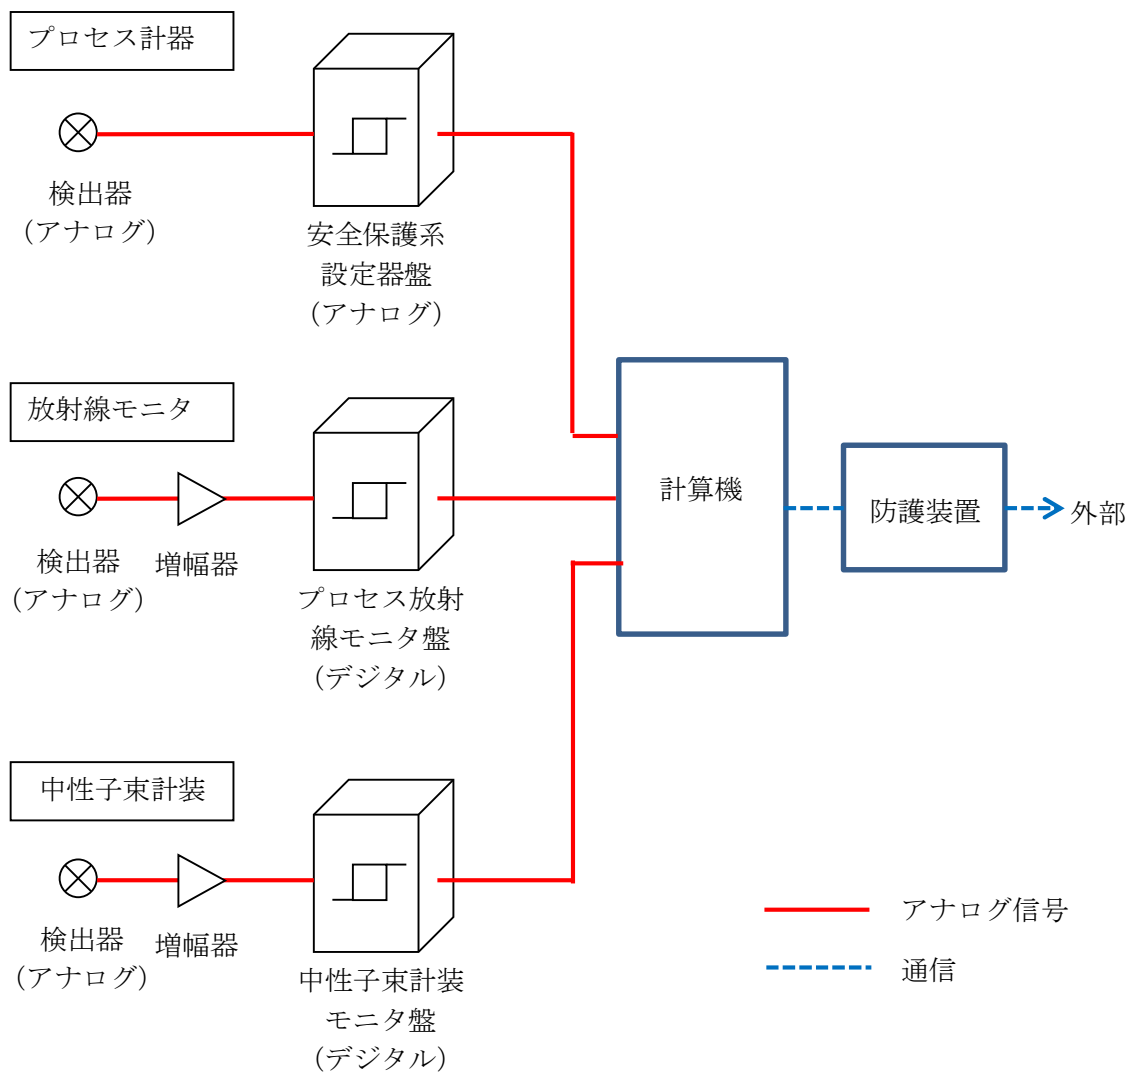 プロセス計器
検出器
(アナログ)
安全保護系
設定器盤
(アナログ)
放射線モニタ
検出器
(アナログ)
増幅器
プロセス放射
線モニタ盤
(デジタル)
中性子束計装
検出器
(アナログ)
増幅器
中性子束計装
モニタ盤
(デジタル)
計算機
防護装置
外部
アナログ信号
通信